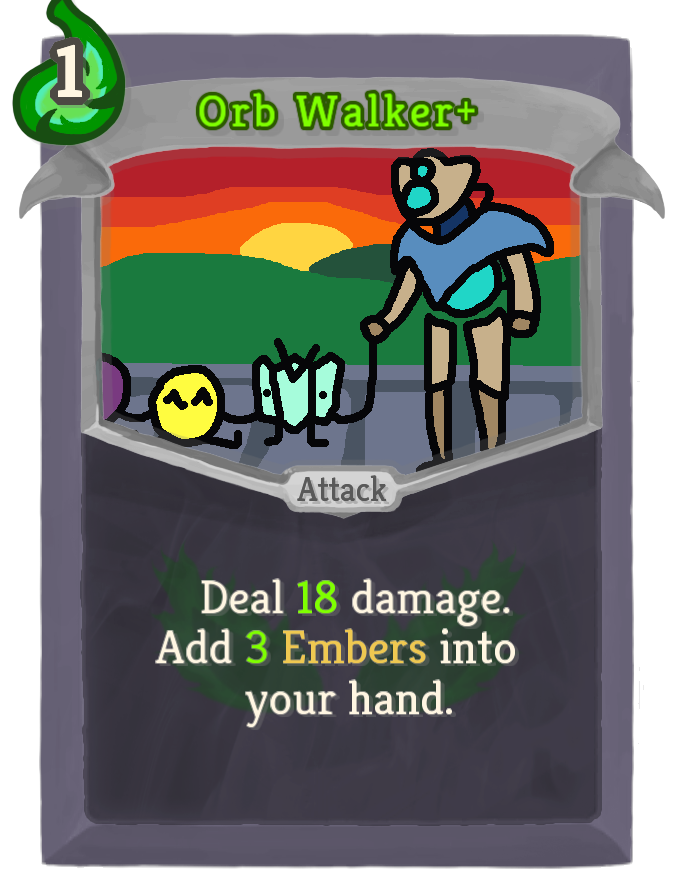 1
Orb Walker+
Attack
Deal 18 damage.
Add 3 Embers into
your hand.